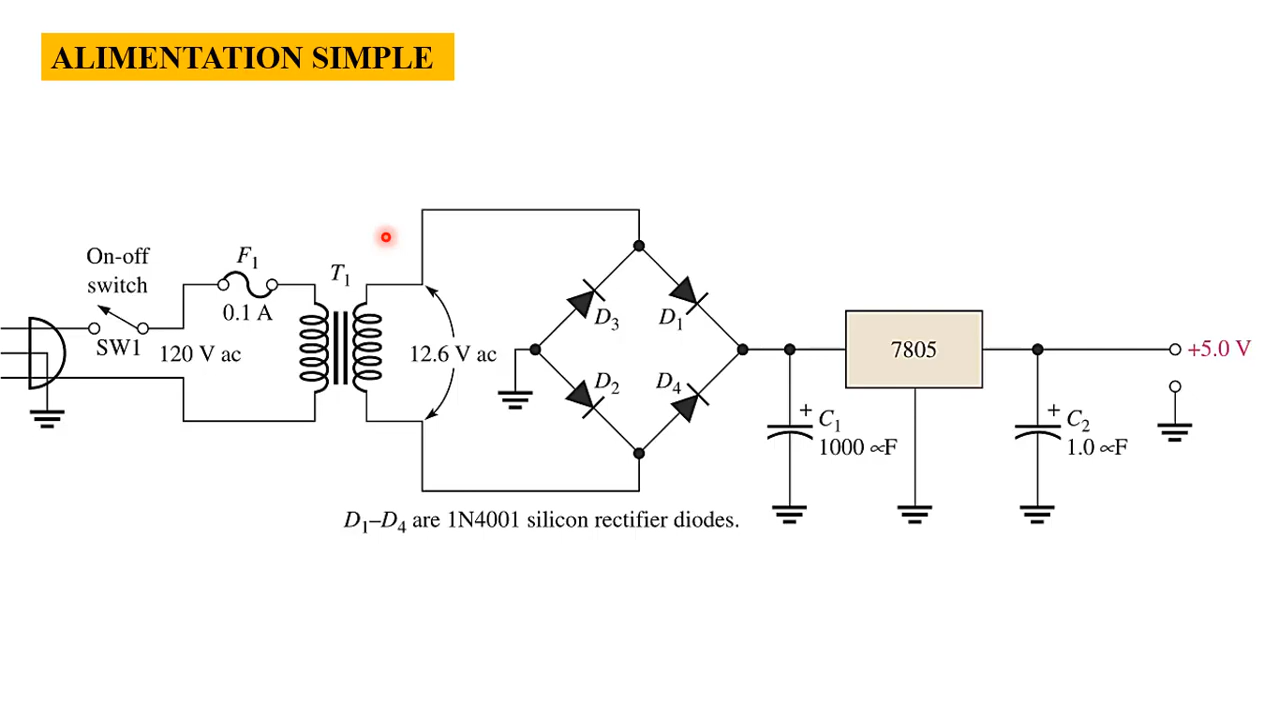 ALIMENTATION SIMPLE
On-off
switch
SW1
F1
0.1 A
120 V ac
T1
12.6 V ac
D3
D1
D2
D4
7805
+5.0 V
+
C1
1000 ∝F
+
C2
1.0 ∝F
D1–D4 are 1N4001 silicon rectifier diodes.